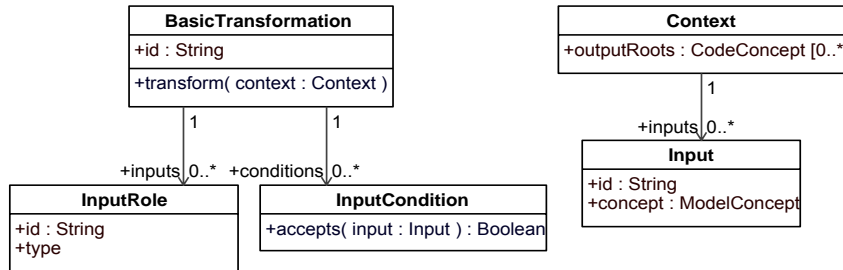 BasicTransformation
+id : String
+transform( context : Context )
1
1
+inputs 0..*
+conditions 0..*
InputRole
+id : String
+type
InputCondition
+accepts( input : Input ) : Boolean
Context
+outputRoots : CodeConcept [0..*
1
+inputs 0..*
Input
+id : String
+concept : ModelConcept